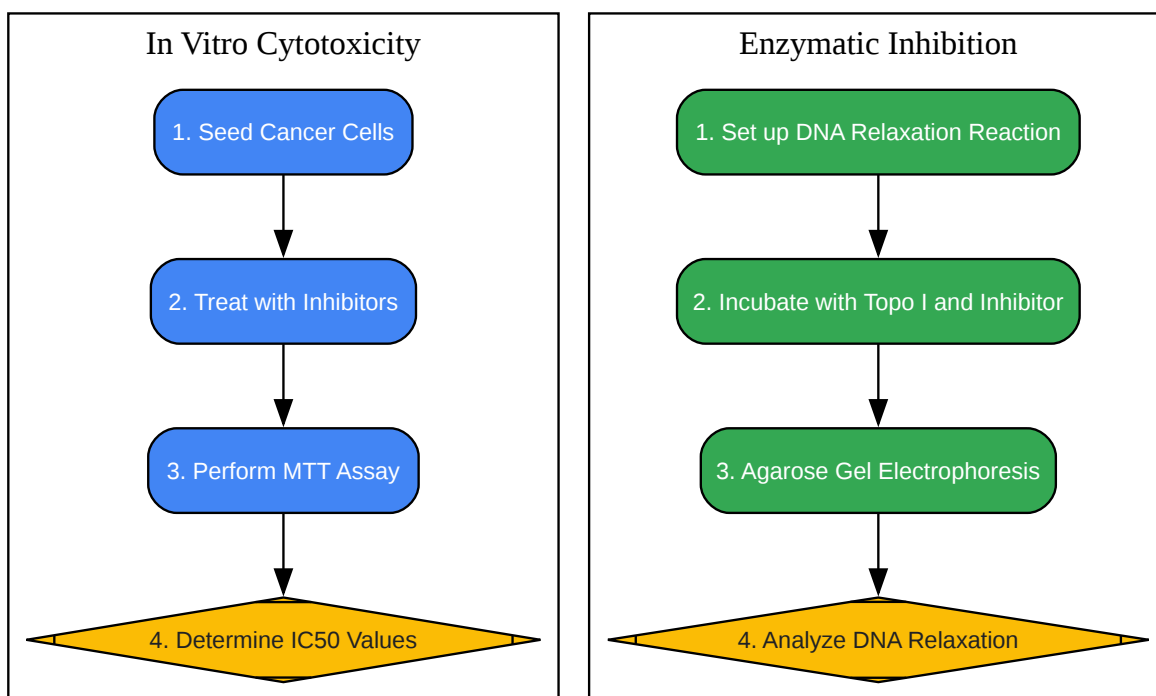 In Vitro Cytotoxicity
1. Seed Cancer Cells
2. Treat with Inhibitors
3. Perform MTT Assay
4. Determine IC50 Values
Enzymatic Inhibition
1. Set up DNA Relaxation Reaction
2. Incubate with Topo I and Inhibitor
3. Agarose Gel Electrophoresis
4. Analyze DNA Relaxation